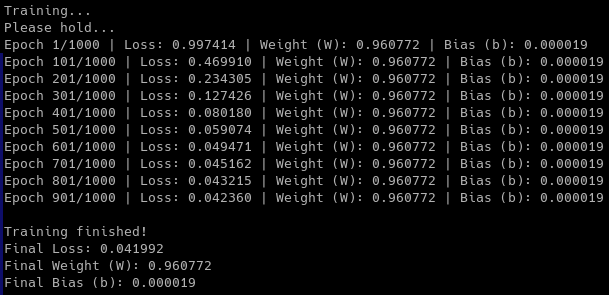 Training...
Please hold...
Epoch 1/1000 | Loss: 0.997414 | Weight (W): 0.960772 | Bias (b): 0.000019
Epoch 101/1000 | Loss: 0.469910 | Weight (W): 0.960772 | Bias (b): 0.000019
Epoch 201/1000 | Loss: 0.234305 | Weight (W): 0.960772 | Bias (b): 0.000019
Epoch 301/1000 | Loss: 0.127426 | Weight (W): 0.960772 | Bias (b): 0.000019
Epoch 401/1000 | Loss: 0.080180 | Weight (W): 0.960772 | Bias (b): 0.000019
Epoch 501/1000 | Loss: 0.059074 | Weight (W): 0.960772 | Bias (b): 0.000019
Epoch 601/1000 | Loss: 0.049471 | Weight (W): 0.960772 | Bias (b): 0.000019
Epoch 701/1000 | Loss: 0.045162 | Weight (W): 0.960772 | Bias (b): 0.000019
Epoch 801/1000 | Loss: 0.043215 | Weight (W): 0.960772 | Bias (b): 0.000019
Epoch 901/1000 | Loss: 0.042360 | Weight (W): 0.960772 | Bias (b): 0.000019
Training finished!
Final Loss: 0.041992
Final Weight (W): 0.960772
Final Bias (b): 0.000019